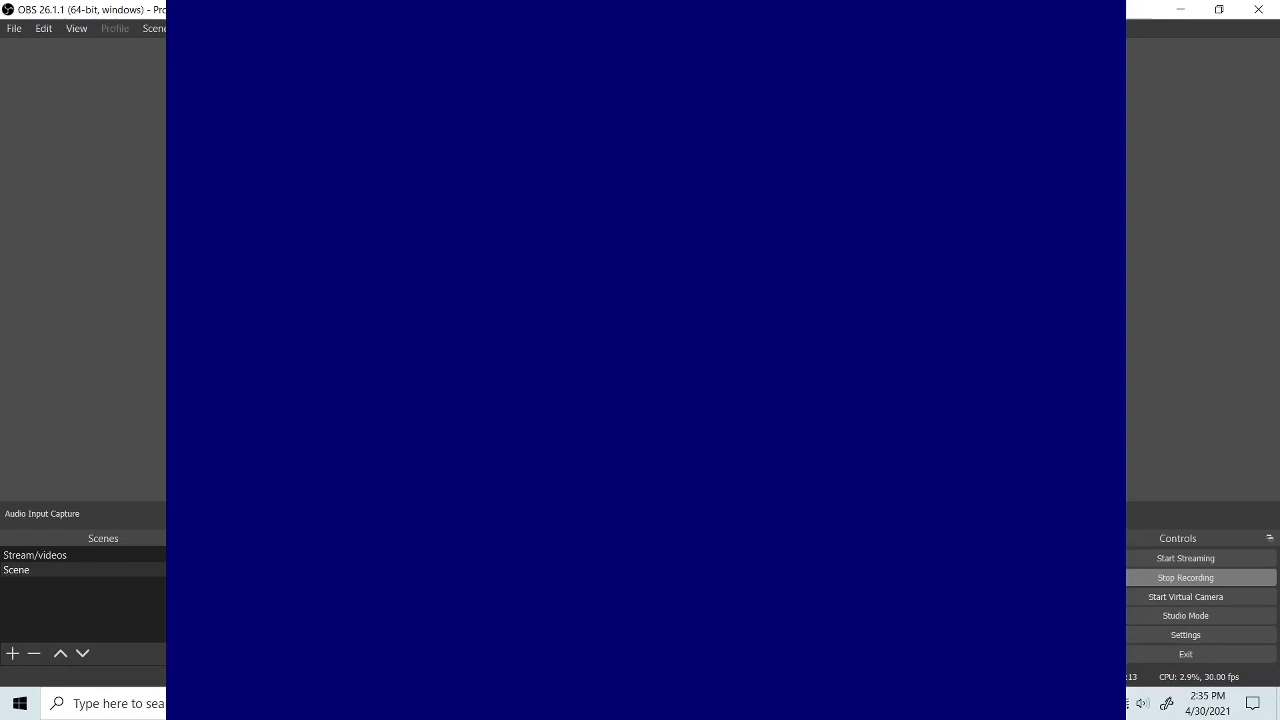 OBS 26.1.1 (64-bit, windows) - Pro
File Edit View Profile Scene
Audio Input Capture
Scenes
Stream/videos
Scene
Controls
Start Streaming
Stop Recording
Start Virtual Camera
Studio Mode
Settings
Exit
:13 CPU: 2.9%, 30.00 fps
Type here to sea
2:35 PM
4/30/2021